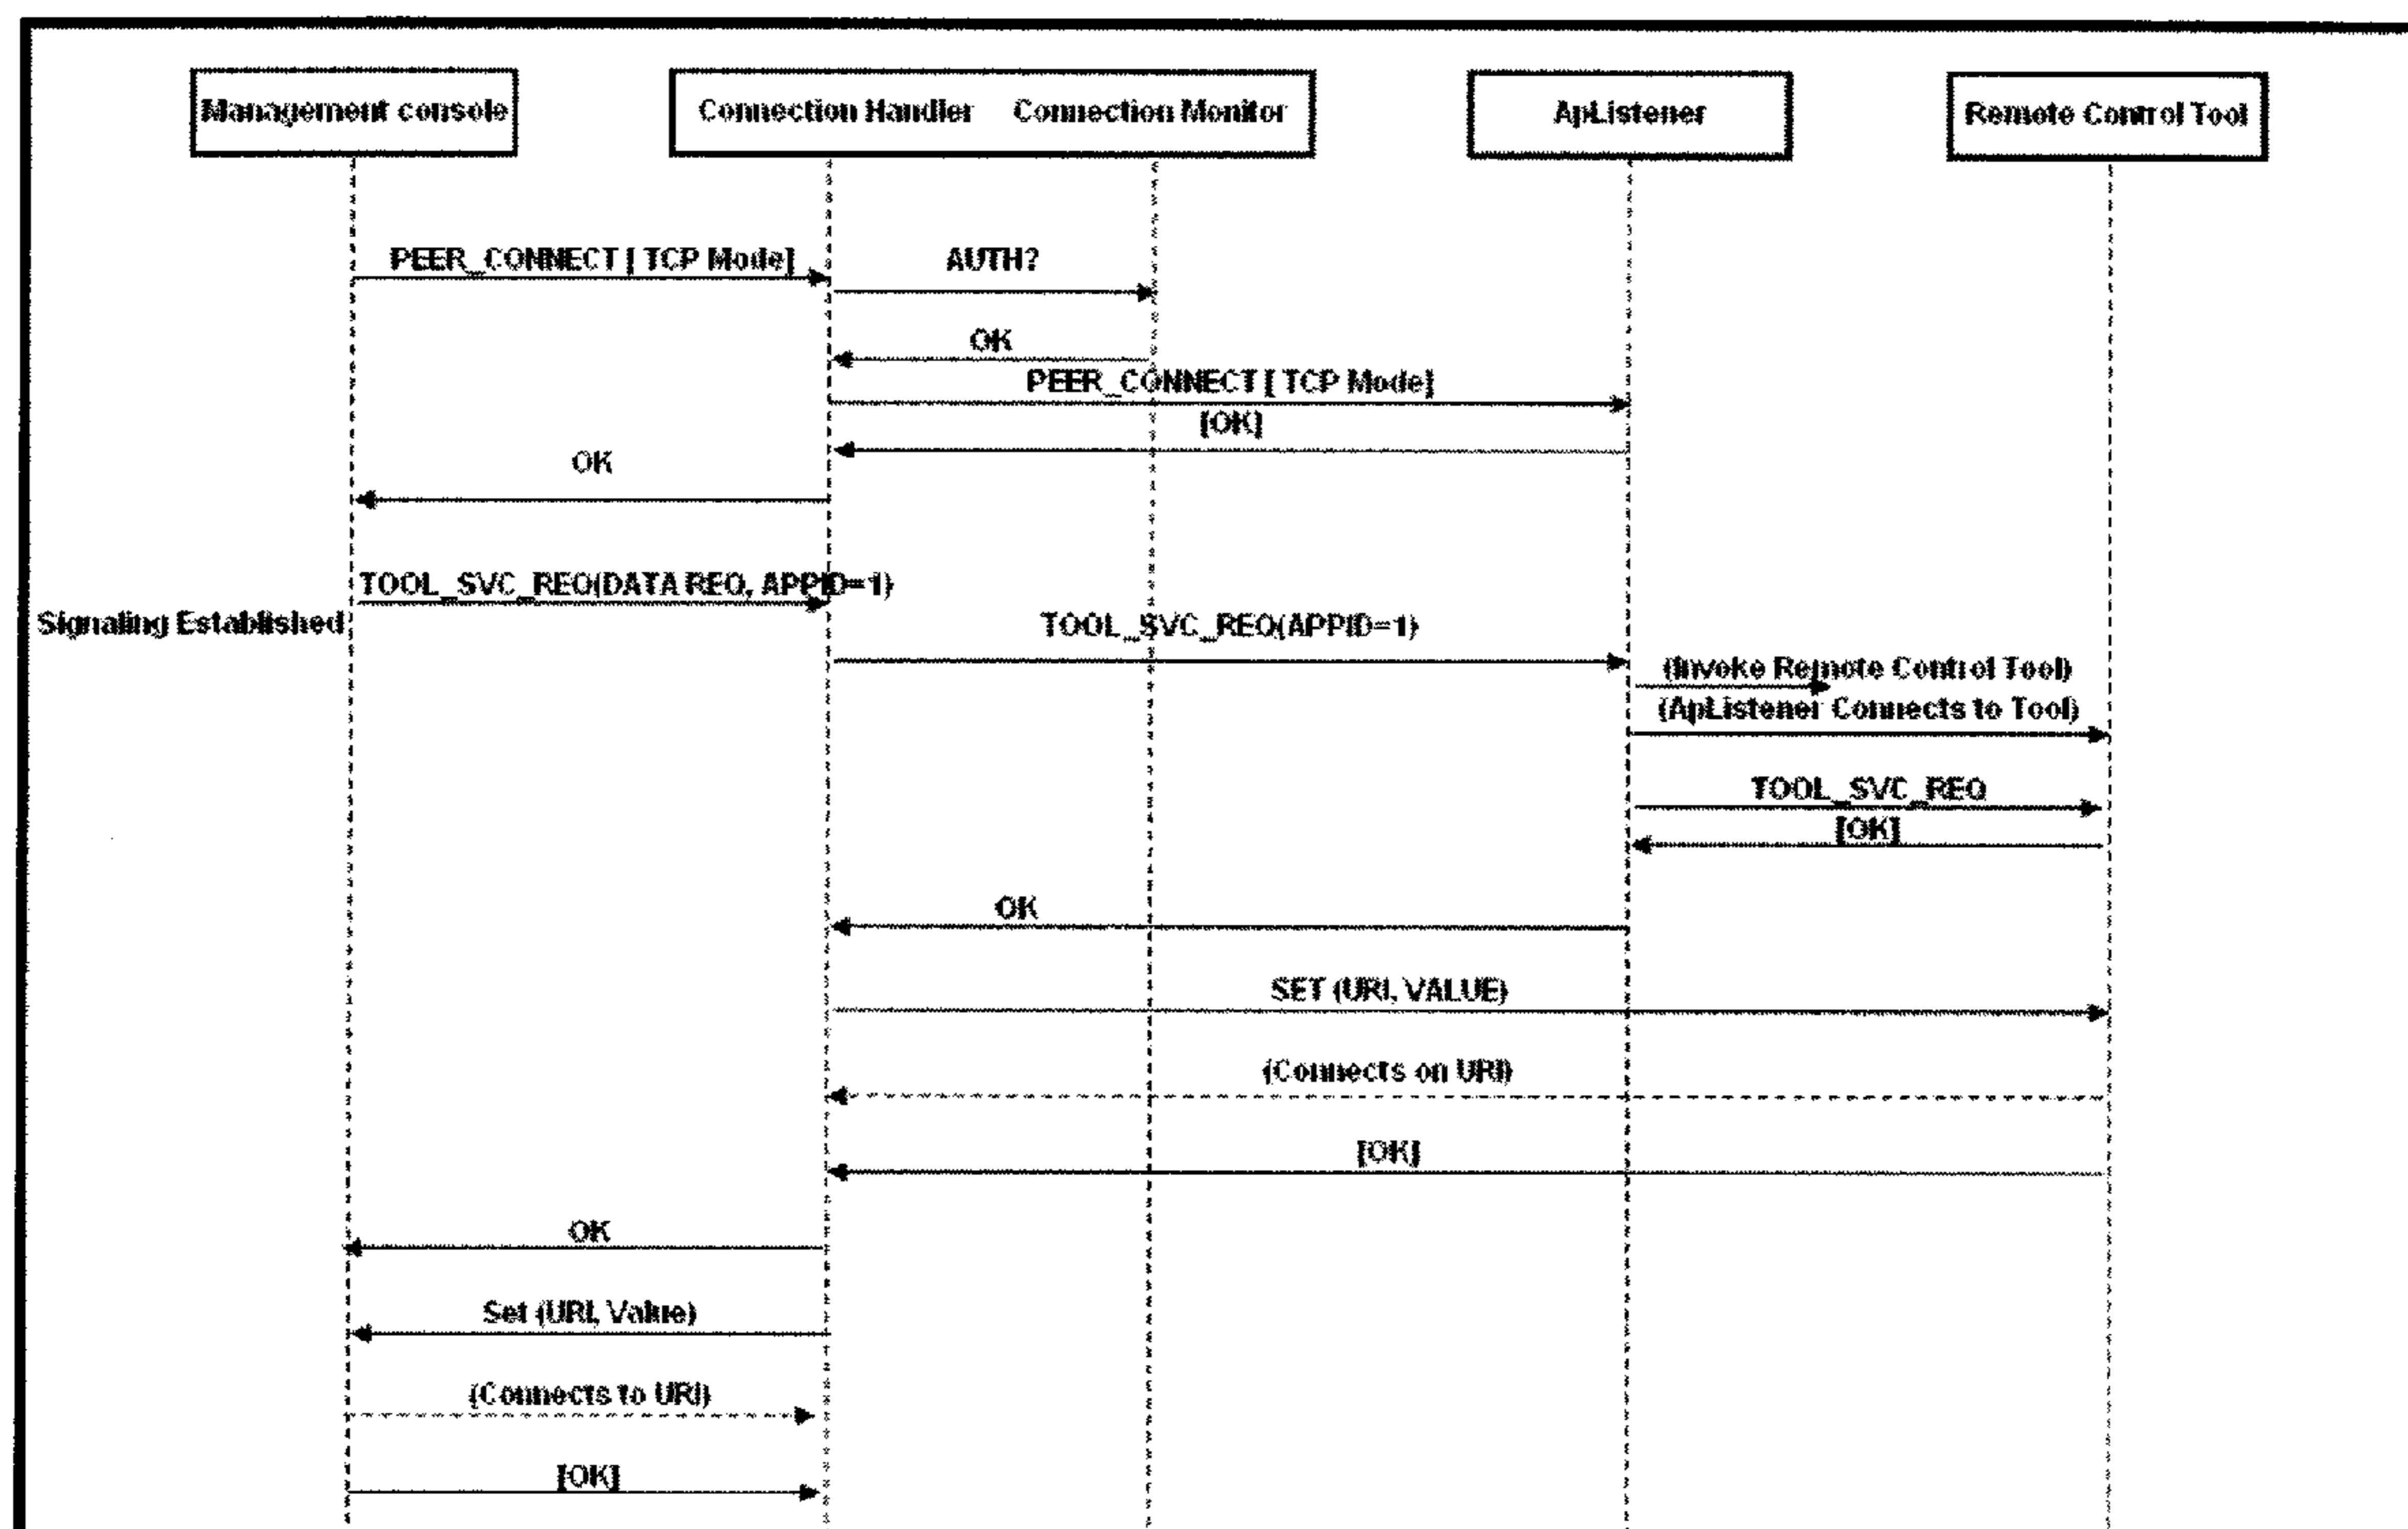 Management console
Connection Handler Connection Monitor
ApListener
Remote Control Tool
PEER_CONNECT [ TCP Mode]
AUTH?
OK
PEER_CONNECT [ TCP Mode]
[OK]
OK
TOOL_SVC_REQ(DATA REQ, APPID=1)
Signaling Established
TOOL_SVC_REQ(APPID=1)
(Invoke Remote Control Tool)
(ApListener Connects to Tool)
TOOL_SVC_REQ
[OK]
OK
SET (URI, VALUE)
(Connects on URI)
[OK]
OK
Set (URI, Value)
(Connects to URI)
[OK]